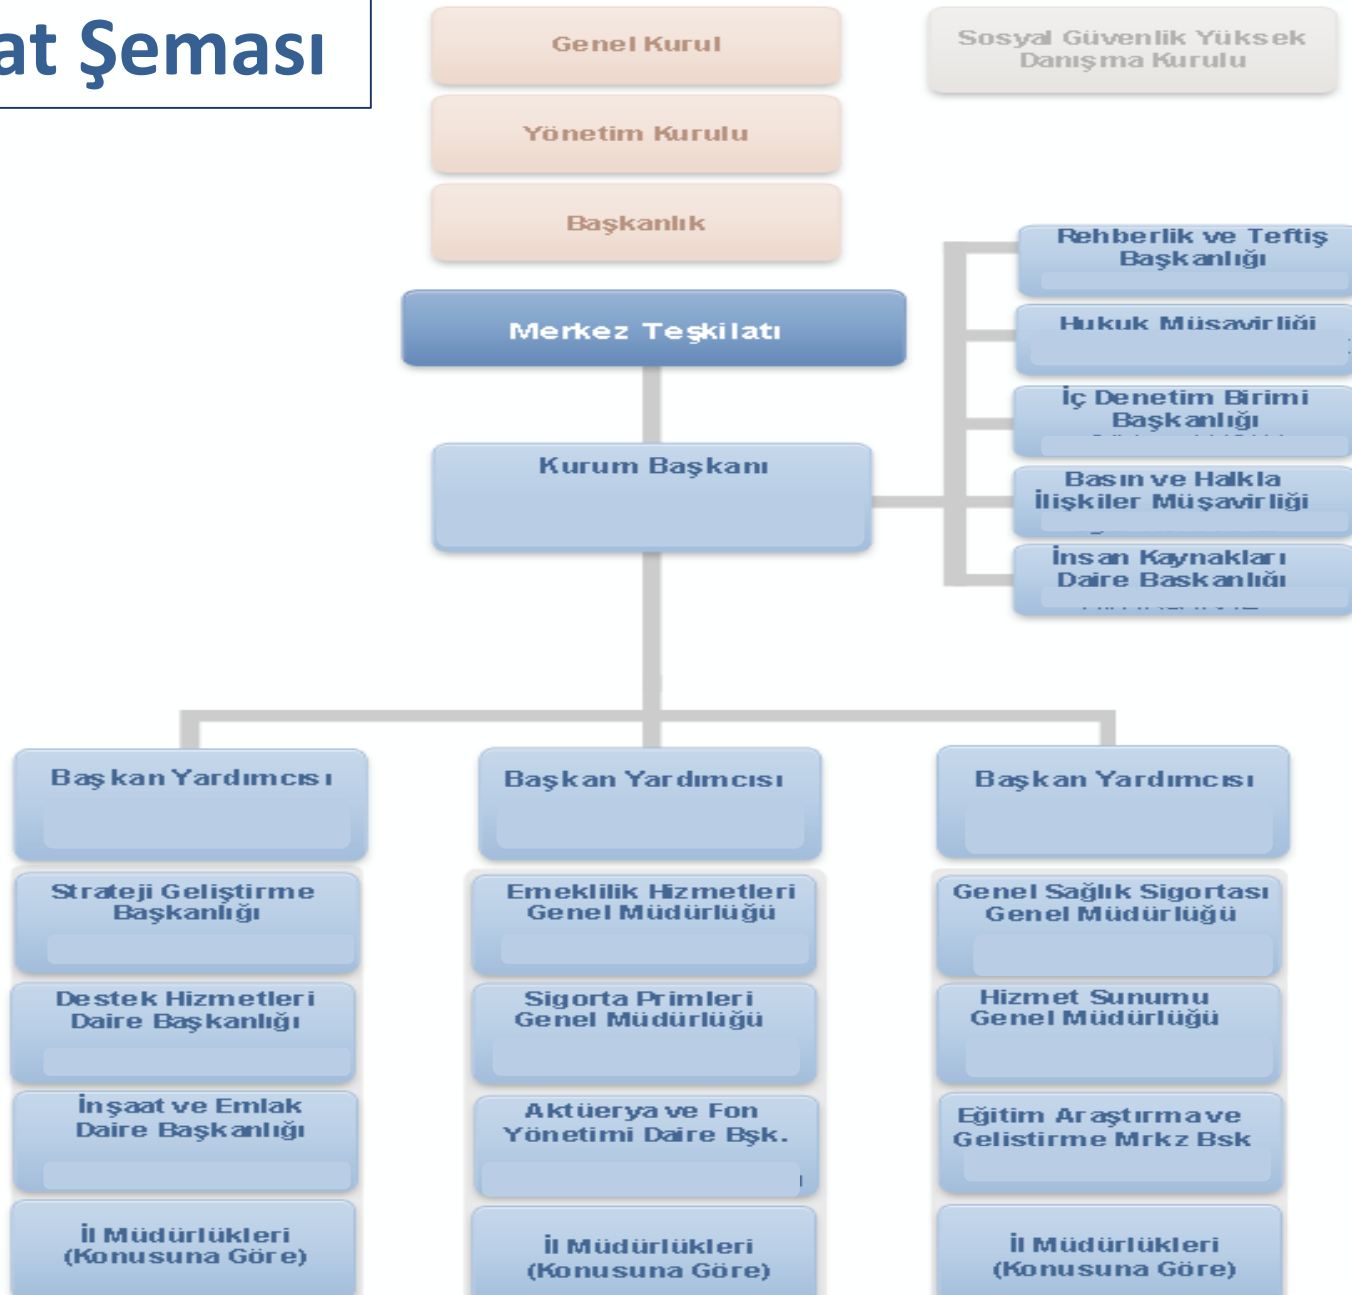 at Şeması
Genel Kurul
Sosyal Güvenlik Yüksek
Danışma Kurulu
Yönetim Kurulu
Başkanlık
Rehberlik ve Teftiş
Başkanlığı
Merkez Teşkilatı
Hukuk Müsavirliği
İç Denetim Birimi
Başkanlığı
Kurum Başkanı
Basın ve Halkla
İlişkiler Müşavirliği
İnsan Kaynakları
Daire Baskanlığı
Başkan Yardımcısı
Başkan Yardımcısı
Başkan Yardımcısı
Strateji Geliştirme
Başkanlığı
Emeklilik Hizmetleri
Genel Müdürlüğü
Genel Sağlık Sigortası
Genel Müdürlüğü
Destek Hizmetleri
Daire Başkanlığı
Sigorta Primleri
Genel Müdürlüğü
Hizmet Sunumu
Genel Müdürlüğü
İnşaat ve Emlak
Daire Başkanlığı
Aktüerya ve Fon
Yönetimi Daire Bşk.
Eğitim Araştırma ve
Gelistirme Mrkz Bsk
İl Müdürlükleri
(Konusuna Göre)
İl Müdürlükleri
(Konusuna Göre)
İl Müdürlükleri
(Konusuna Göre)